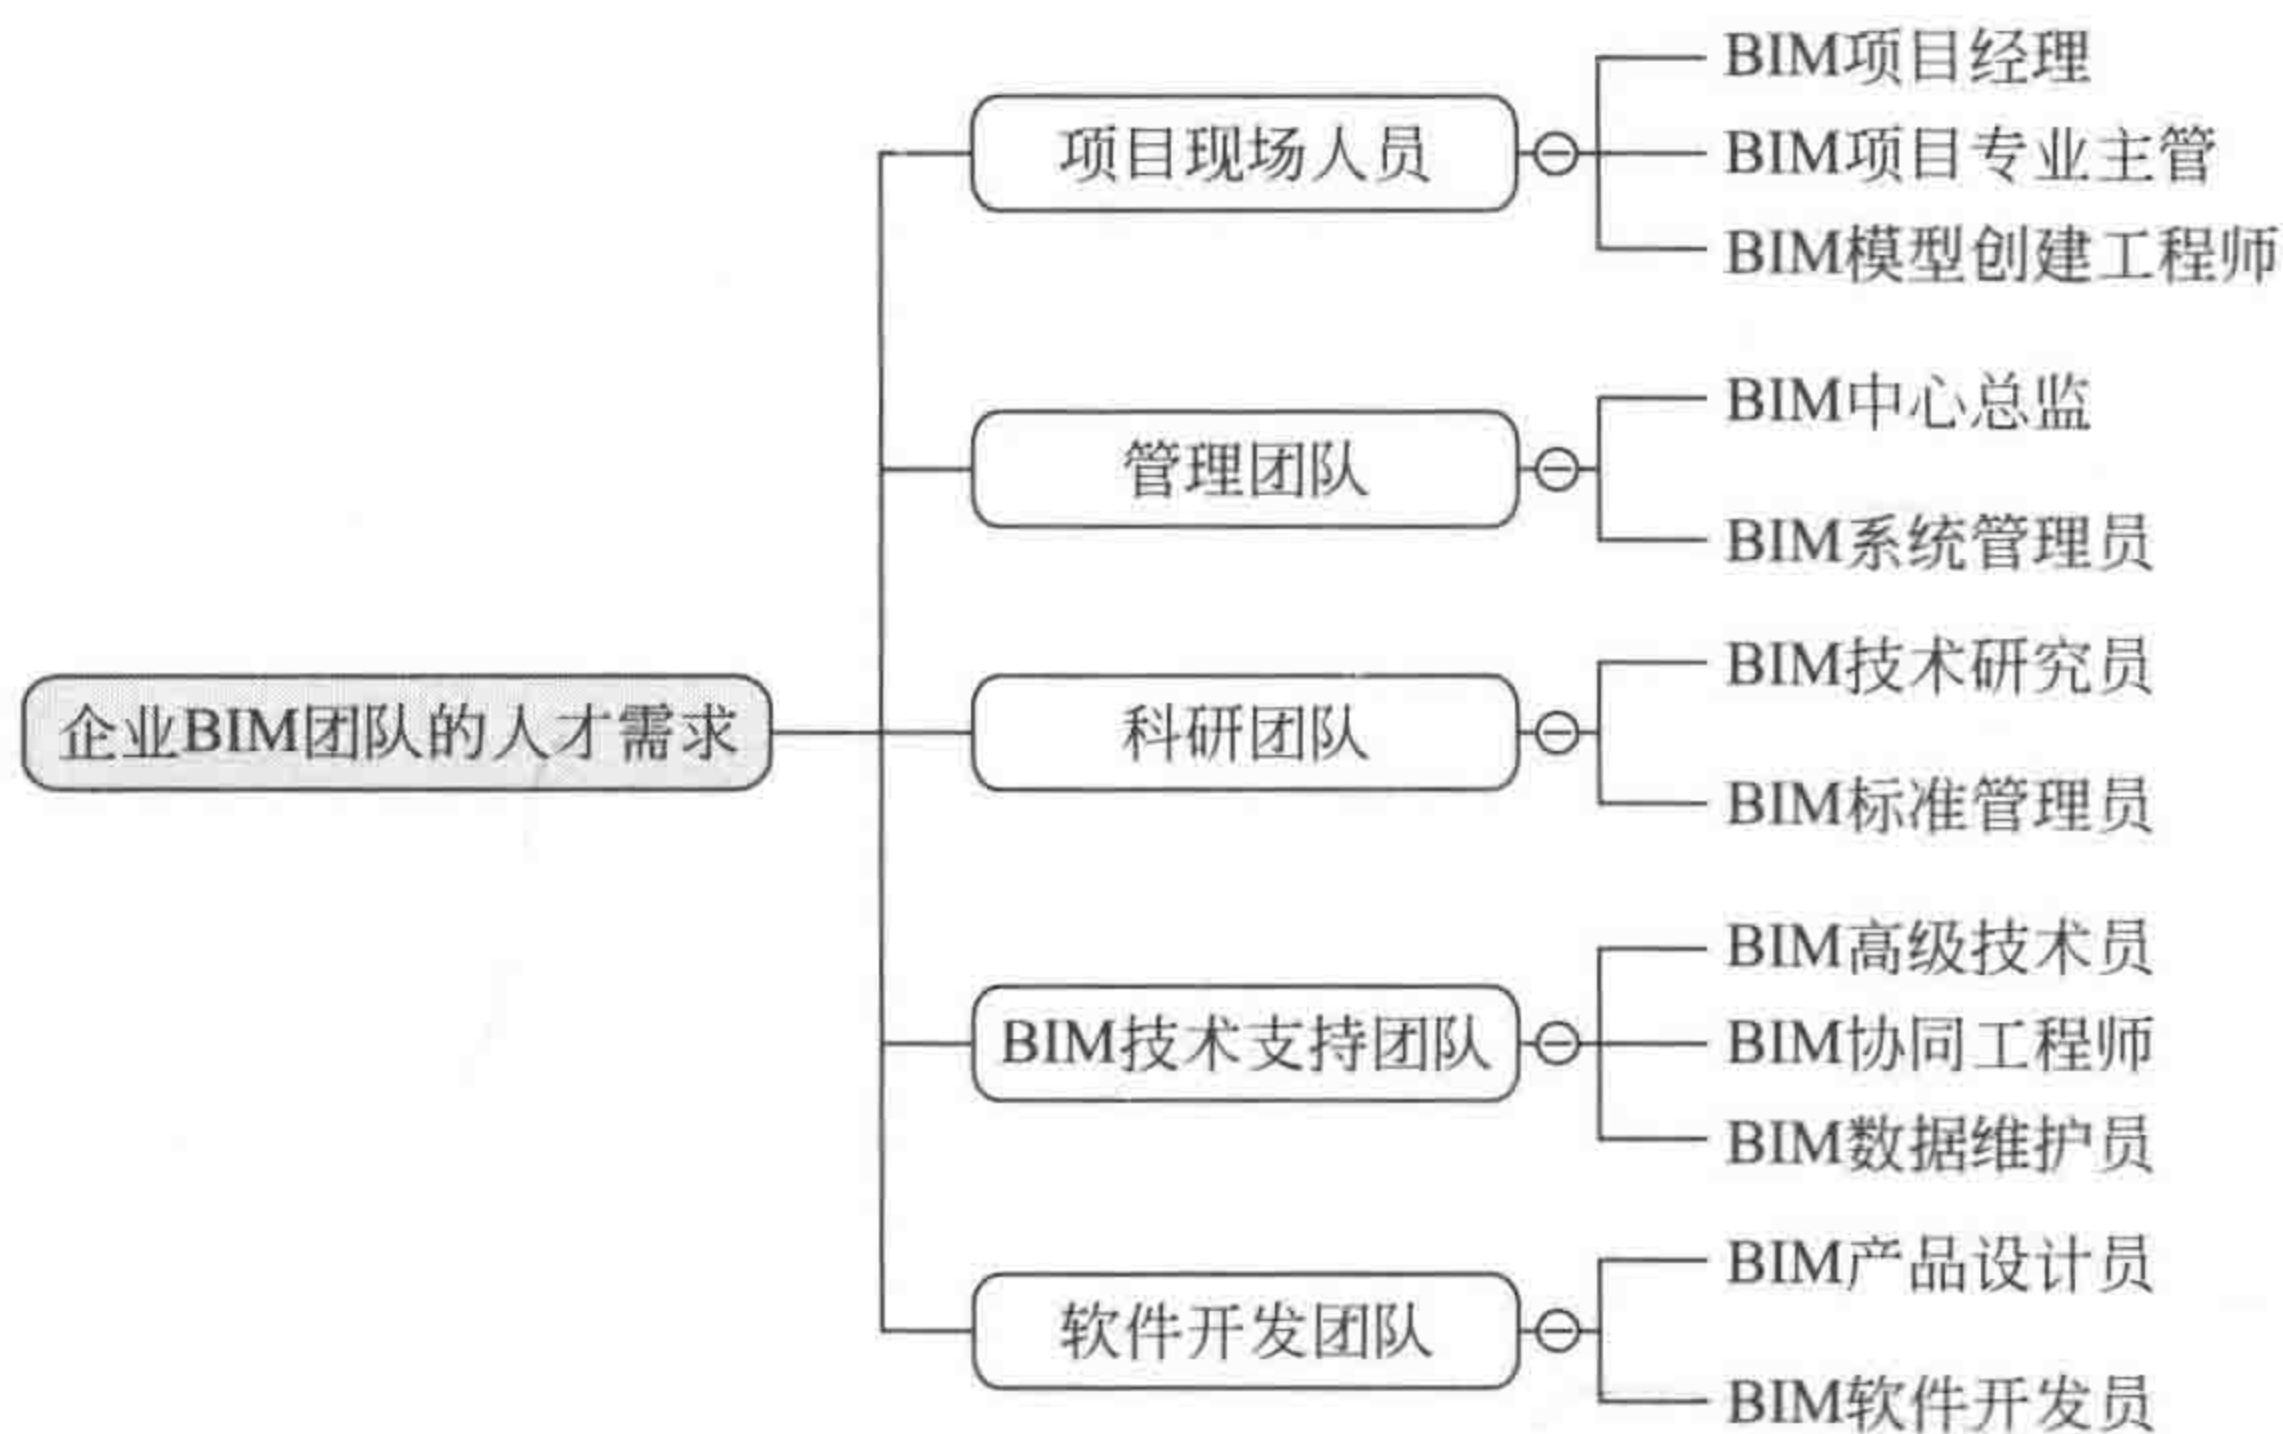 企业BIM团队的人才需求
项目现场人员
BIM项目经理
BIM项目专业主管
BIM模型创建工程师
管理团队
BIM中心总监
BIM系统管理员
科研团队
BIM技术研究员
BIM标准管理员
BIM技术支持团队
BIM高级技术员
BIM协同工程师
BIM数据维护员
软件开发团队
BIM产品设计员
BIM软件开发员